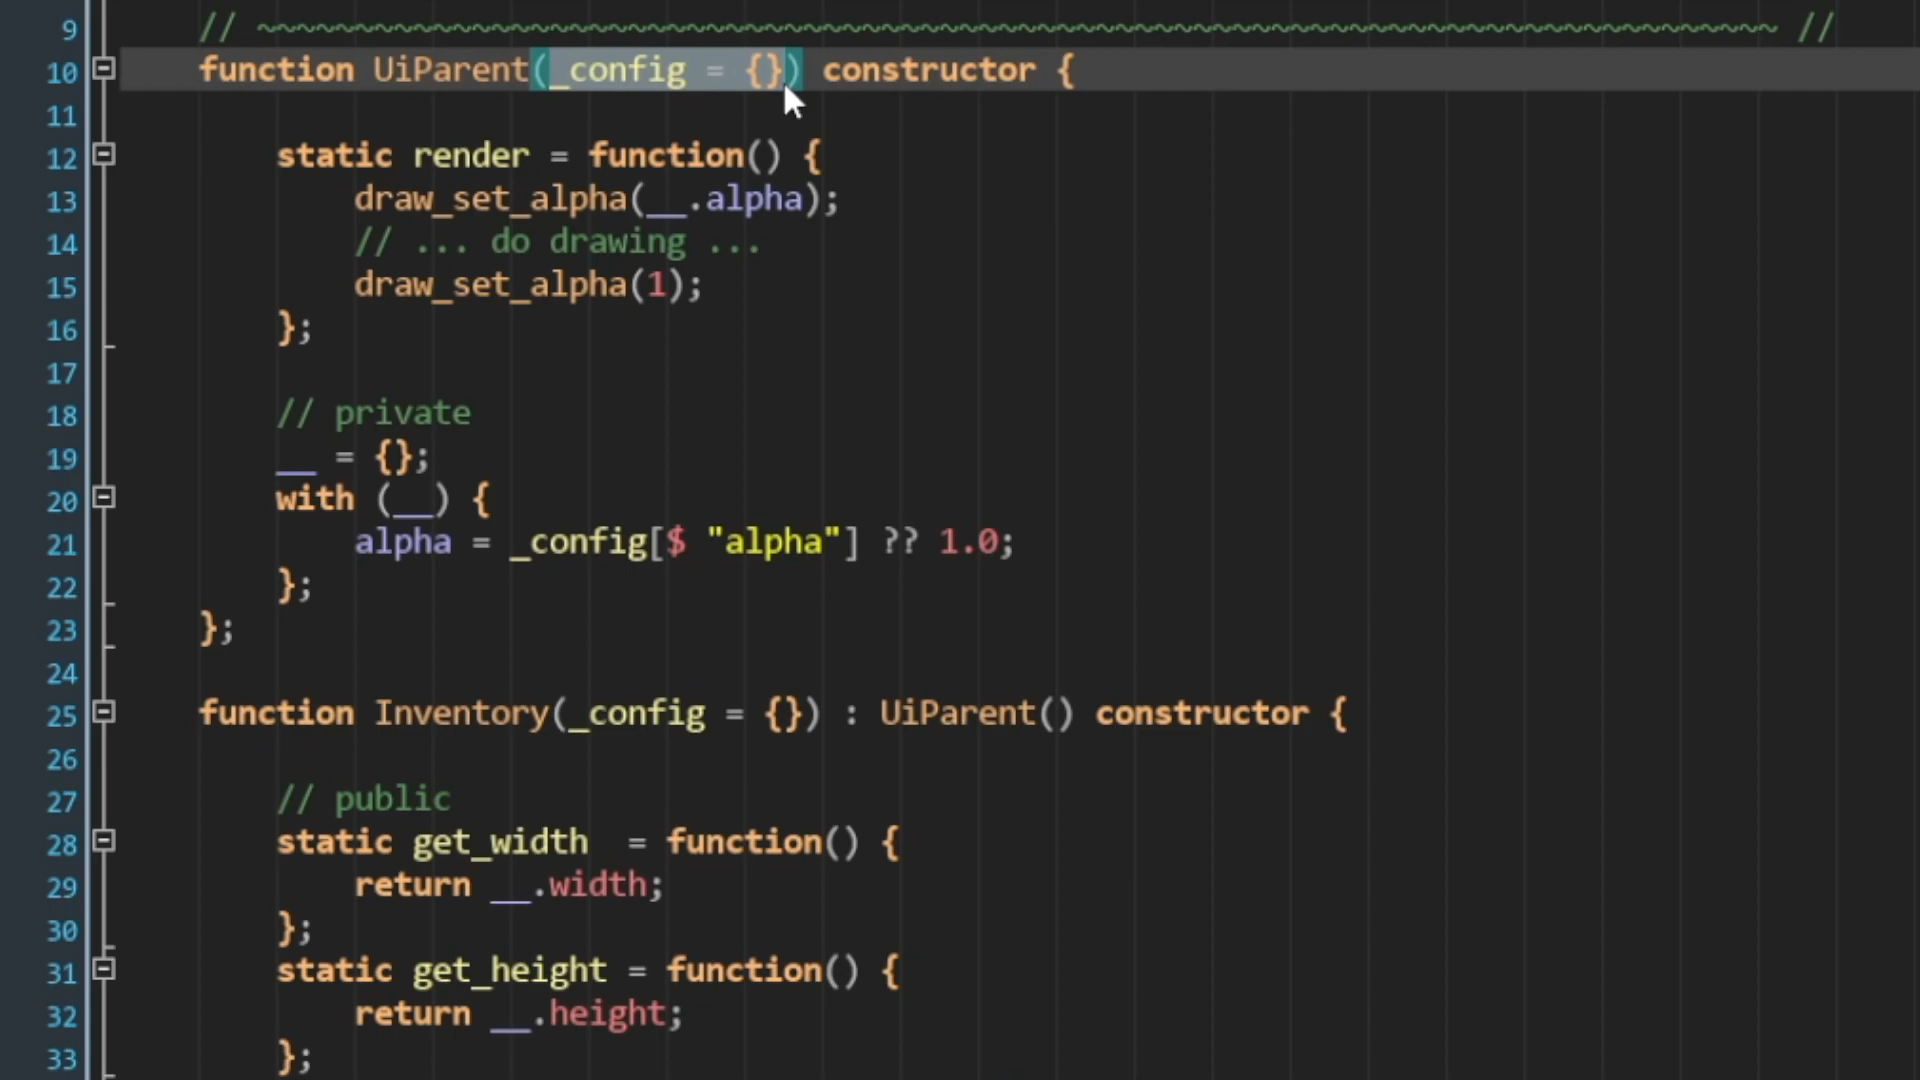 9 // ~~~~~~~~~~~~~~~~~~~~~~~~~~~~~~~~~~~~~~~~~~~~~~~~~~~~~~~~~~~~~~~~~~~~~~~~~~~~~~ //
10 function UiParent(_config = {}) constructor {
11
12 static render = function() {
13 draw_set_alpha(__.alpha);
14 // ... do drawing ...
15 draw_set_alpha(1);
16 };
17
18 // private
19 __ = {};
20 with (__) {
21 alpha = _config[$ "alpha"] ?? 1.0;
22 };
23 };
24
25 function Inventory(_config = {}) : UiParent() constructor {
26
27 // public
28 static get_width  = function() {
29 return __.width;
30 };
31 static get_height = function() {
32 return __.height;
33 };